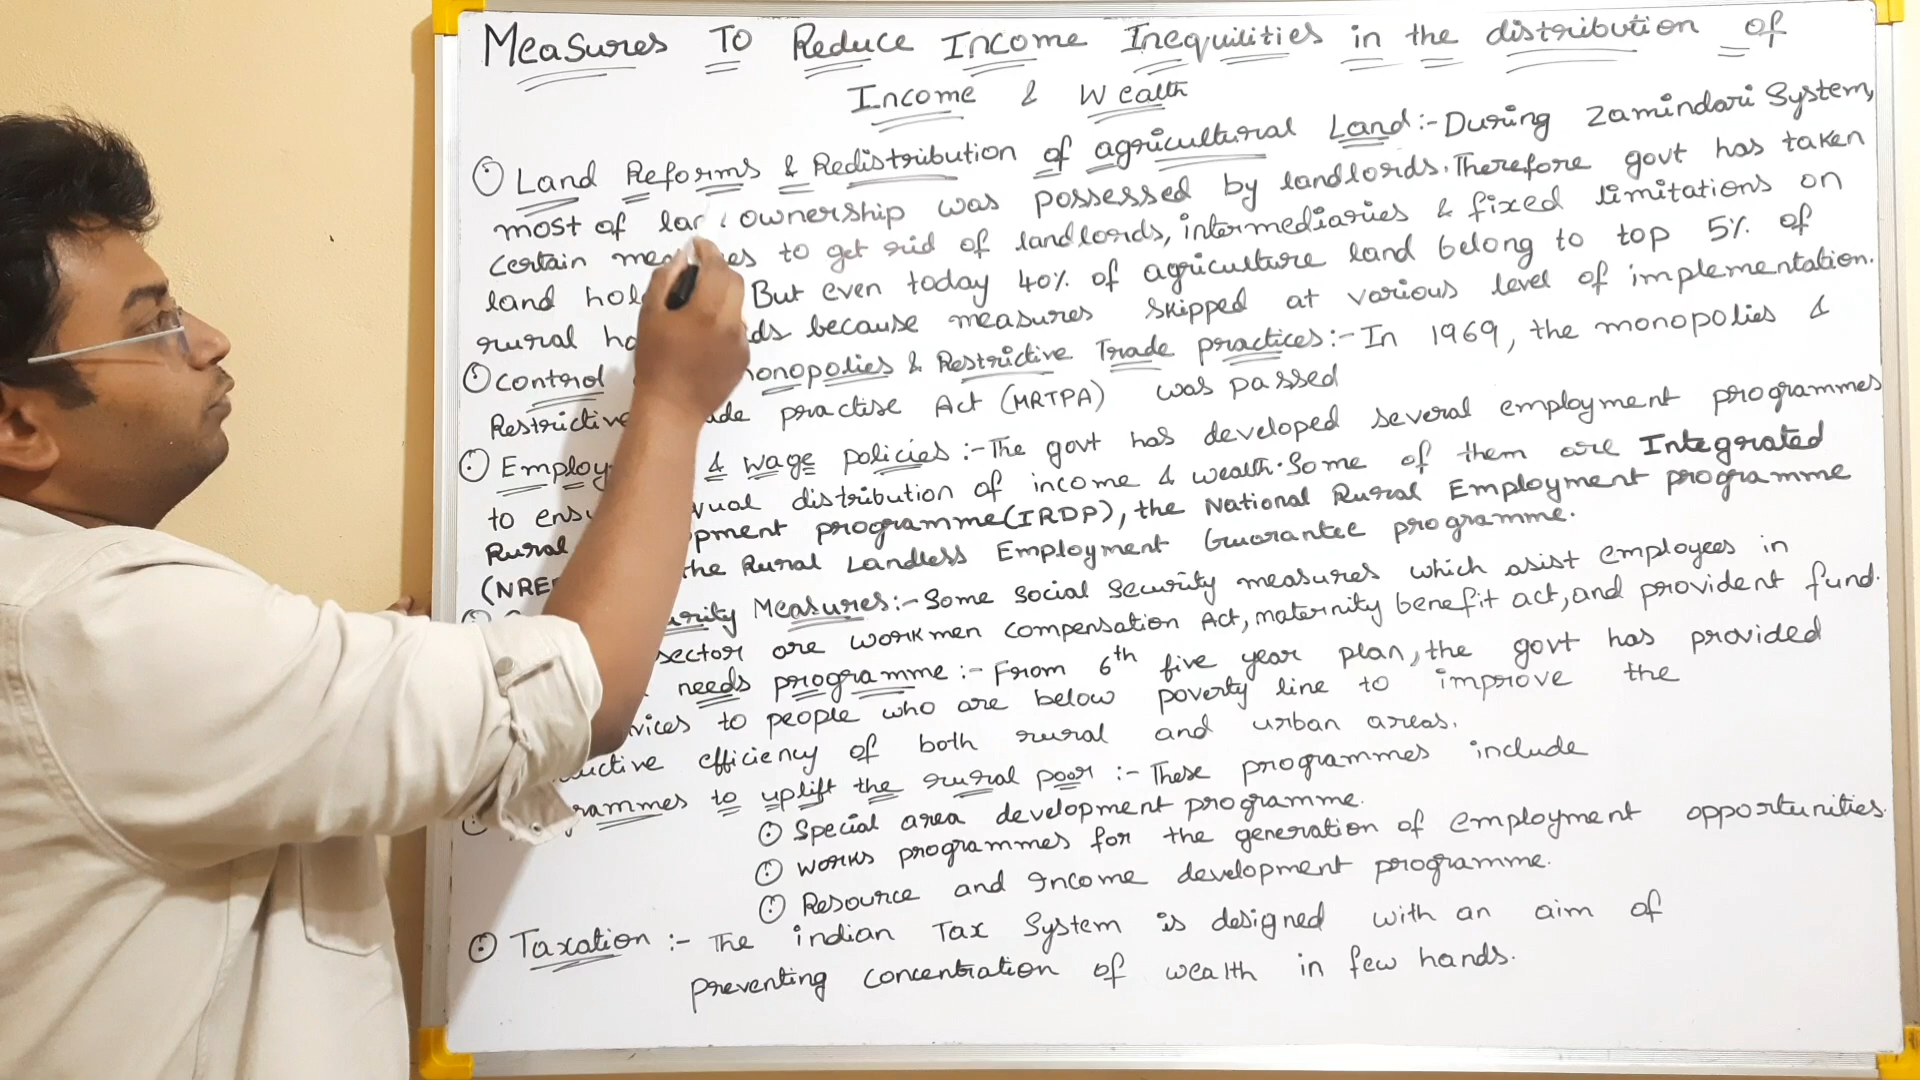 Measures To Reduce Income Inequilities in the distribution of
Income & Wealth
Land Reforms & Redistribution of agricultural Land:- During Zamindari System,
most of ownership was possessed by landlords. Therefore govt has taken
certain to get rid of landlords, intermediaries & fixed limitations on
land But even today 40% of agriculture land belong to top 5% of
rural because measures skipped at various level of implementation.
Control & Restrictive Trade practices:- In 1969, the monopolies &
Restrictive practise Act (MRTPA) was passed
& wage policies:- The govt has developed several employment programmes
to distribution of income & wealth. Some of them are Integrated
Rural programme (IRDP), the National Rural Employment programme
the Rural Landless Employment Guarantee programme.
Measures:- Some social security measures which asist employees in
sector are workmen compensation Act, maternity benefit act, and provident fund.
needs programme:- From 6th five year plan, the govt has provided
to people who are below poverty line to improve the
efficiency of both rural and urban areas.
to uplift the rural poor:- These programmes include
Special area development programme.
works programmes for the generation of employment opportunities.
Resource and Income development programme.
Taxation:- The indian Tax System is designed with an aim of
preventing concentration of wealth in few hands.